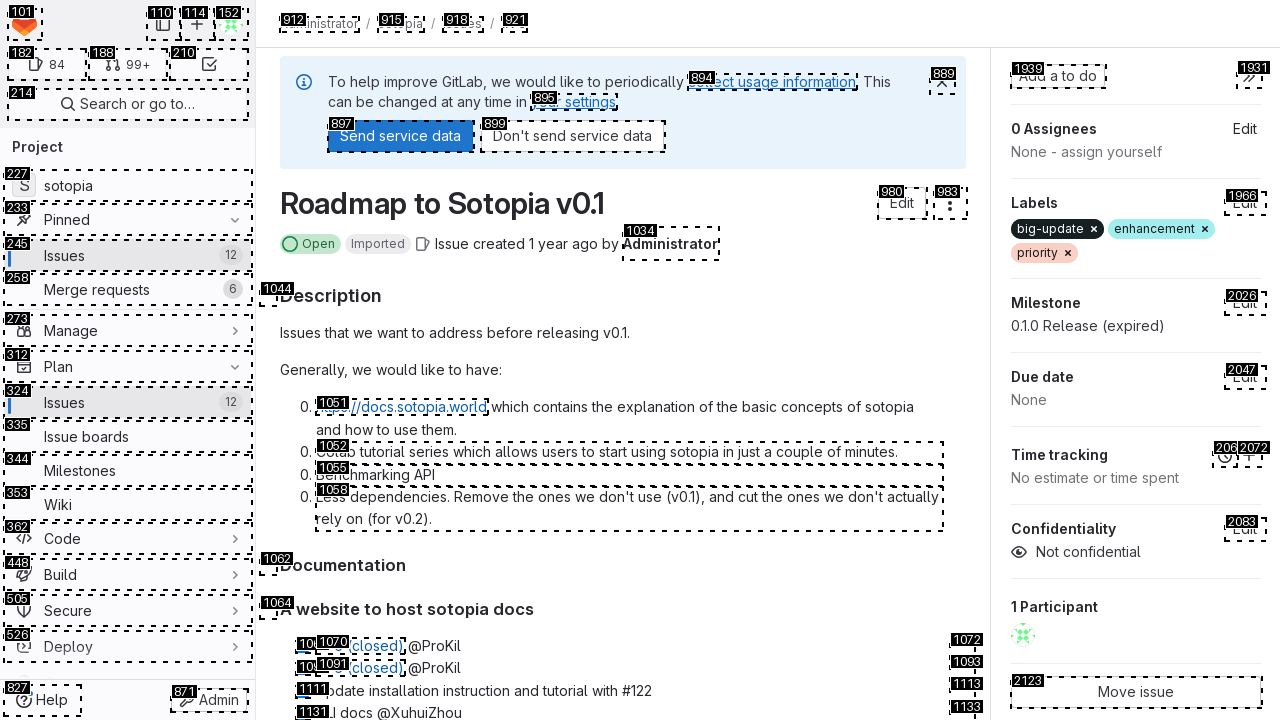 101
110
114
152
182
84
188
99+
210
214
Search or go to…
Project
227
S
sotopia
233
Pinned
245
Issues
12
258
Merge requests
6
273
Manage
312
Plan
324
Issues
12
335
Issue boards
344
Milestones
353
Wiki
362
Code
448
Build
505
Secure
526
Deploy
827
Help
871
Admin
912
/
915
/
918
/
921
To help improve GitLab, we would like to periodically 894 collect usage information. This
can be changed at any time in 895 your settings.
889
897
Send service data
899
Don't send service data
Roadmap to Sotopia v0.1
980
Edit
983
Open
Imported
Issue created 1 year ago by
1034
Administrator
1044
Description
Issues that we want to address before releasing v0.1.
Generally, we would like to have:
0. 1051 https://docs.sotopia.world which contains the explanation of the basic concepts of sotopia
and how to use them.
1052
0. Colab tutorial series which allows users to start using sotopia in just a couple of minutes.
1055
0. Benchmarking API
1058
0. Less dependencies. Remove the ones we don't use (v0.1), and cut the ones we don't actually
rely on (for v0.2).
1062
Documentation
1064
A website to host sotopia docs
1070
(closed) @ProKil
1072
1091
(closed) @ProKil
1093
1111
update installation instruction and tutorial with #122
1113
1131
docs @XuhuiZhou
1133
1939
Add a to do
1931
0 Assignees
Edit
None - assign yourself
Labels
1966
Edit
big-update ×
enhancement ×
priority ×
Milestone
2026
Edit
0.1.0 Release (expired)
Due date
2047
Edit
None
Time tracking
206
2072
No estimate or time spent
Confidentiality
2083
Edit
Not confidential
1 Participant
2123
Move issue